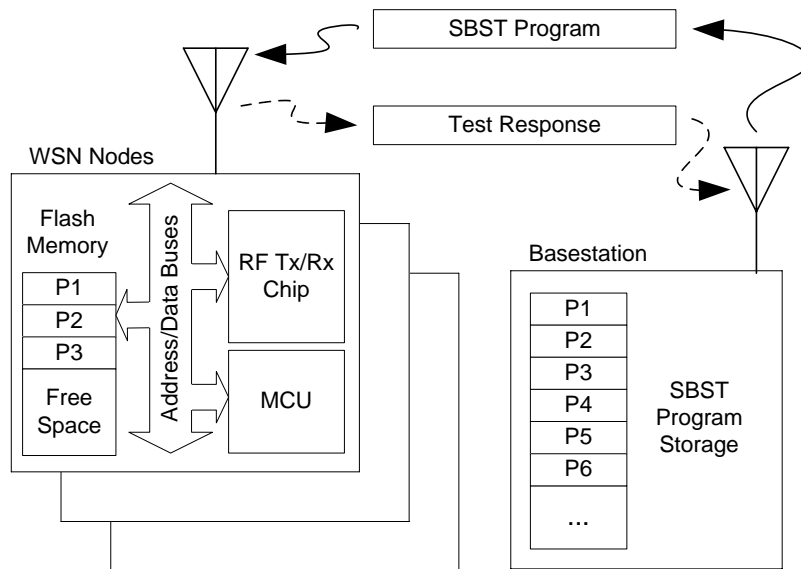 SBST Program
Test Response
WSN Nodes
Flash
Memory
P1
P2
P3
Free
Space
Address/Data Buses
RF Tx/Rx
Chip
MCU
Basestation
P1
P2
P3
P4
P5
P6
...
SBST
Program
Storage